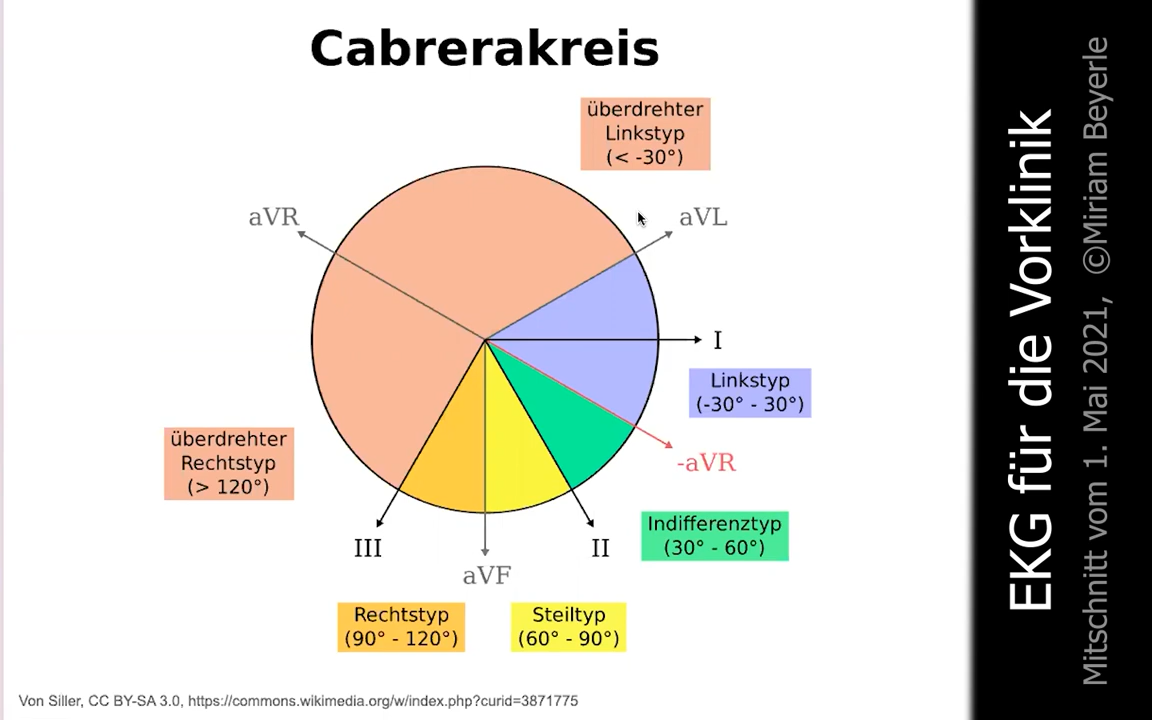 Cabrerakreis
überdrehter
Linkstyp
(< -30°)
aVR
aVL
I
Linkstyp
(-30° - 30°)
-aVR
überdrehter
Rechtstyp
(> 120°)
Indifferenztyp
(30° - 60°)
III
II
aVF
Rechtstyp
(90° - 120°)
Steiltyp
(60° - 90°)
Von Siller, CC BY-SA 3.0, https://commons.wikimedia.org/w/index.php?curid=3871775
EKG für die Vorklinik
Mitschnitt vom 1. Mai 2021, ©Miriam Beyerle